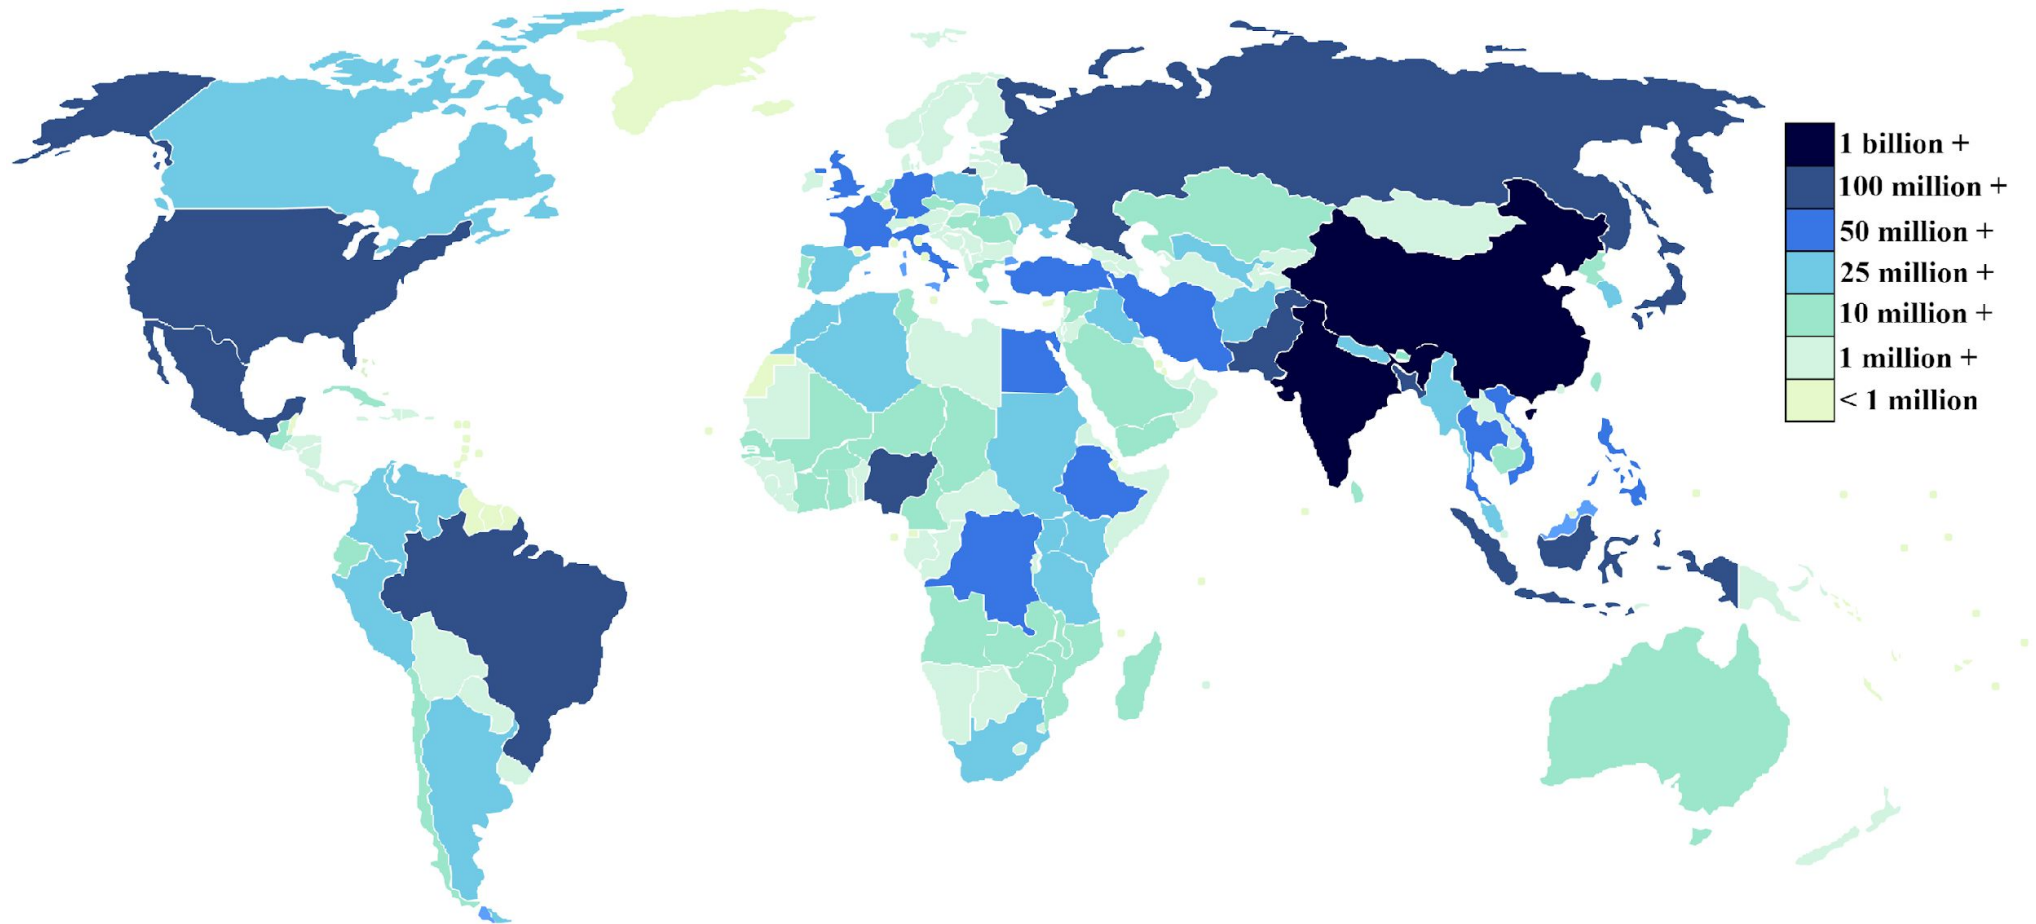 1 billion +
100 million +
50 million +
25 million +
10 million +
1 million +
< 1 million